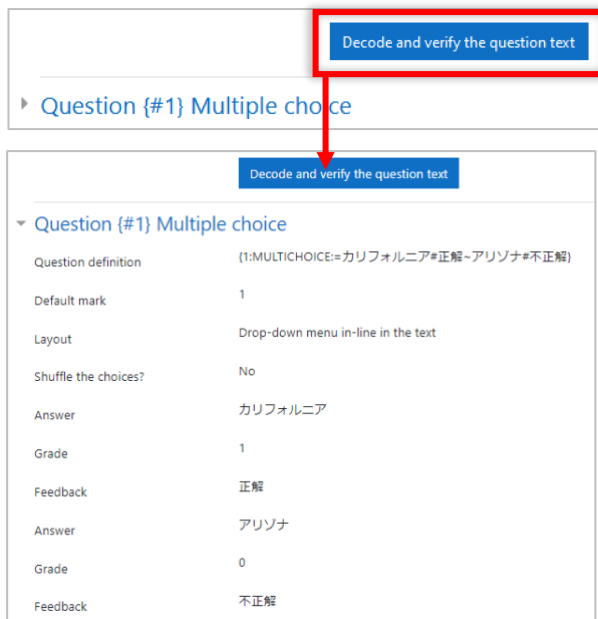 Decode and verify the question text
Question {#1} Multiple choice
Decode and verify the question text
Question {#1} Multiple choice
Question definition {1:MULTICHOICE:=カリフォルニア#正解~アリゾナ#不正解}
Default mark 1
Layout Drop-down menu in-line in the text
Shuffle the choices? No
Answer カリフォルニア
Grade 1
Feedback 正解
Answer アリゾナ
Grade 0
Feedback 不正解